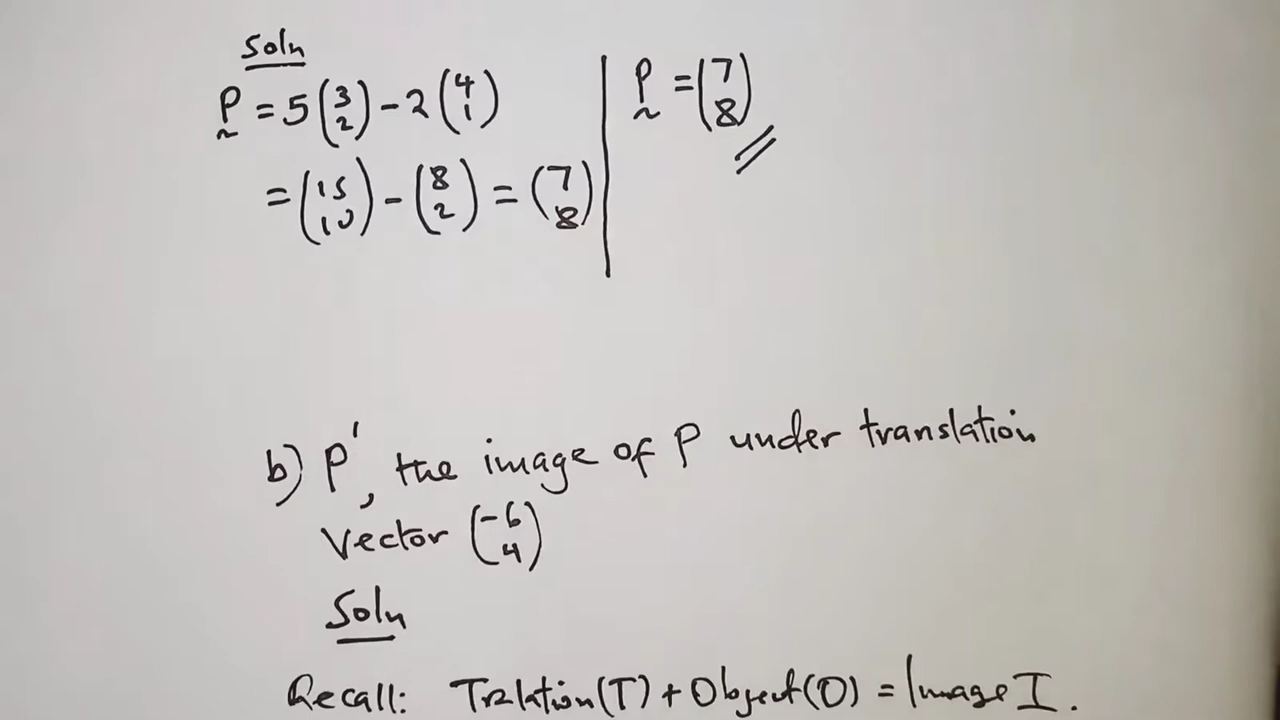 Soln
P = 5(3 2) - 2(4 1)
= (15 10) - (8 2) = (7 8)
P = (7 8)
b) P', the image of P under translation
Vector (-6 4)
Soln
Recall: Trzlation(T) + Object(O) = Image I.